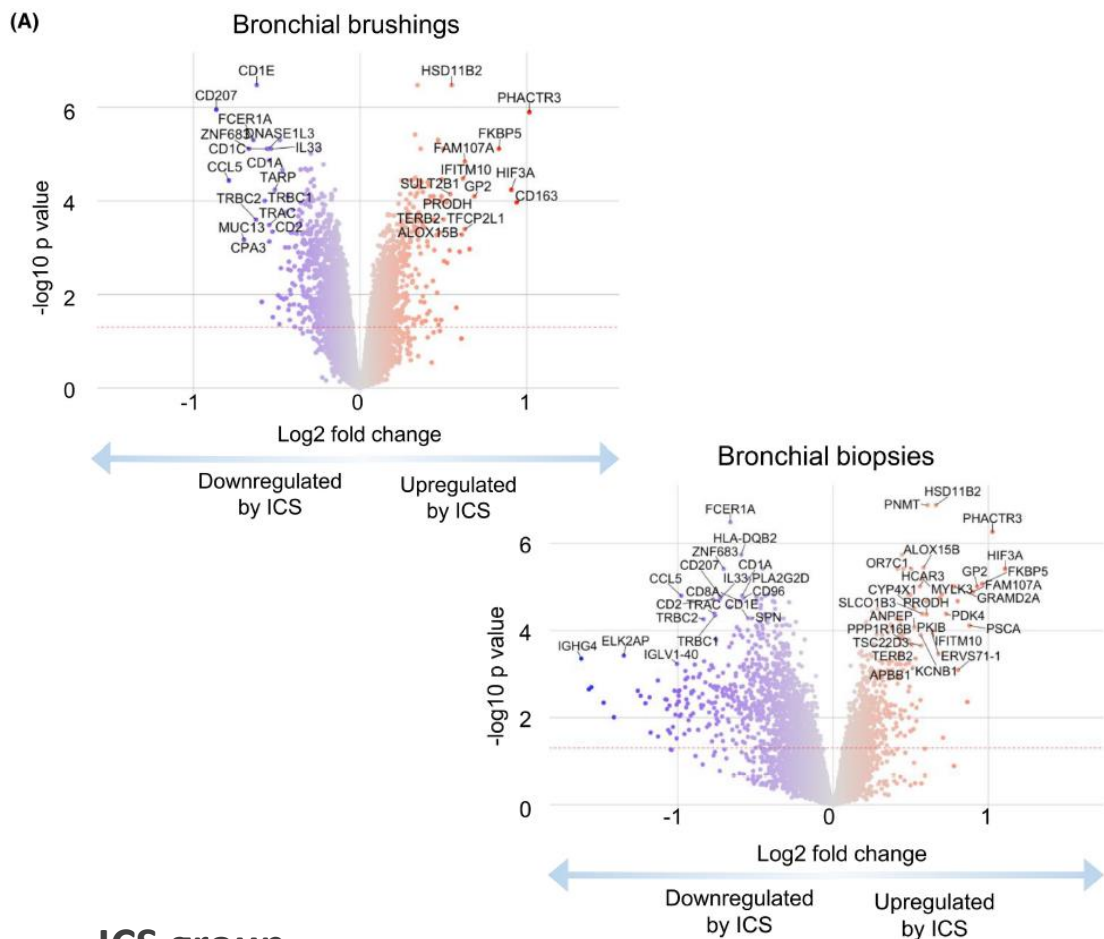 (A)
Bronchial brushings
CD1E
HSD11B2
CD207
PHACTR3
6
FCER1A
ZNF683 DNASE1L3
FKBP5
CD1C
IL33
FAM107A
CD1A
IFITM10
HIF3A
CCL5
TARP
SULT2B1
GP2
CD163
4
TRBC2 TRBC1
PRODH
TRAC
TERB2 TFCP2L1
MUC13 CD2
ALOX15B
CPA3
-log10 p value
2
0
-1
0
1
Log2 fold change
Downregulated
by ICS
Upregulated
by ICS
Bronchial biopsies
HSD11B2
PNMT
FCER1A
PHACTR3
6
HLA-DQB2
ZNF683
ALOX15B
HIF3A
CD207
CD1A
OR7C1
GP2
FKBP5
CCL5
IL33 PLA2G2D
HCAR3
FAM107A
CD8A
CD96
CYP4X1
MYLK3
GRAMD2A
CD2 TRAC CD1E
SLCO1B3 PRODH
PDK4
TRBC2
SPN
ANPEP
4
PPP1R16B PKIB
PSCA
TRBC1
TSC22D3
IFITM10
IGHG4
ELK2AP
IGLV1-40
TERB2
ERVS71-1
APBB1
KCNB1
-log10 p value
2
0
-1
0
1
Log2 fold change
Downregulated
by ICS
Upregulated
by ICS